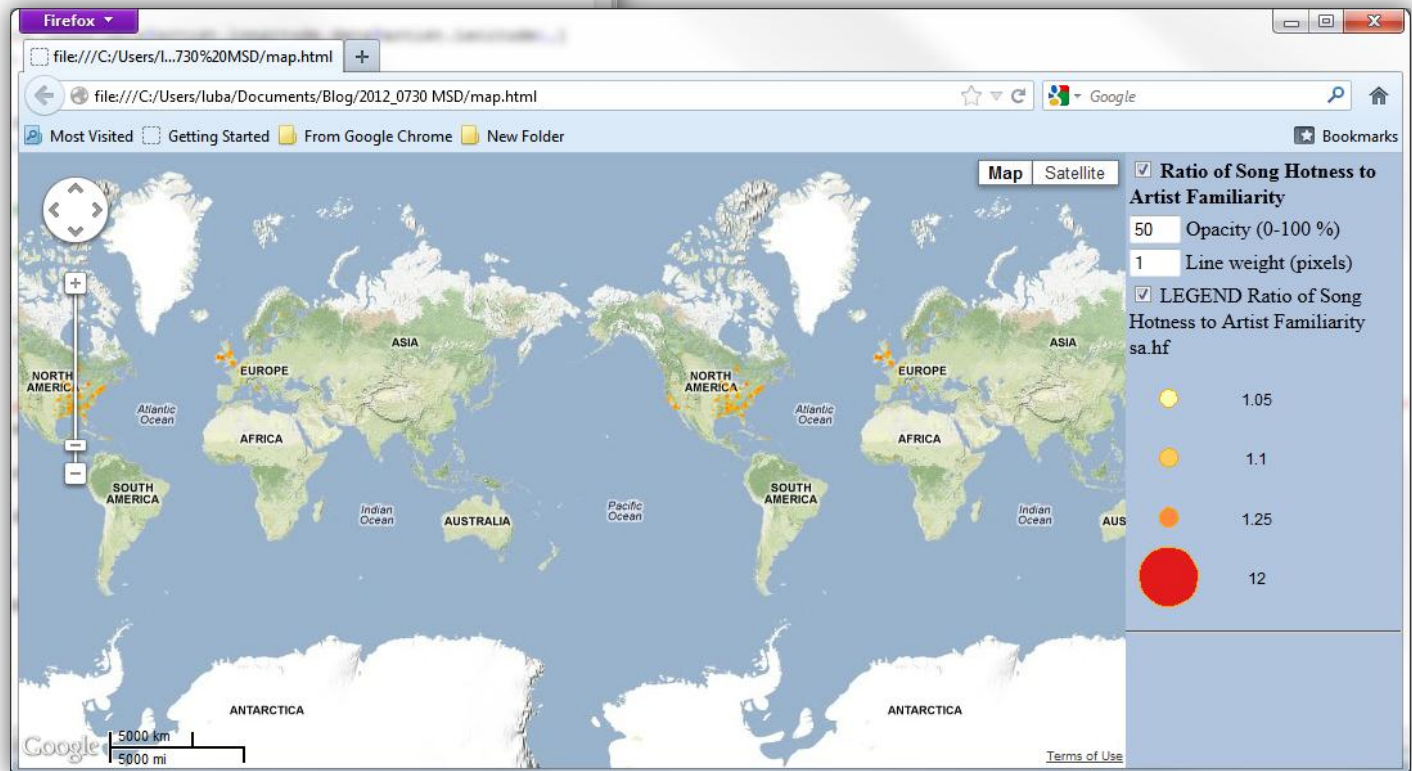 Firefox
file:///C:/Users/l...730%20MSD/map.html
file:///C:/Users/luba/Documents/Blog/2012_0730 MSD/map.html
Google
Most Visited
Getting Started
From Google Chrome
New Folder
Bookmarks
Map
Satellite
Ratio of Song Hotness to
Artist Familiarity
50 Opacity (0-100 %)
1 Line weight (pixels)
LEGEND Ratio of Song
Hotness to Artist Familiarity
sa.hf
1.05
1.1
1.25
12
ASIA
ASIA
NORTH
AMERICA
EUROPE
NORTH
AMERICA
EUROPE
Atlantic
Ocean
Atlantic
Ocean
AFRICA
AFRICA
SOUTH
AMERICA
SOUTH
AMERICA
Indian
Ocean
AUSTRALIA
Pacific
Ocean
Indian
Ocean
AUS
ANTARCTICA
ANTARCTICA
Google
5000 km
5000 mi
Terms of Use